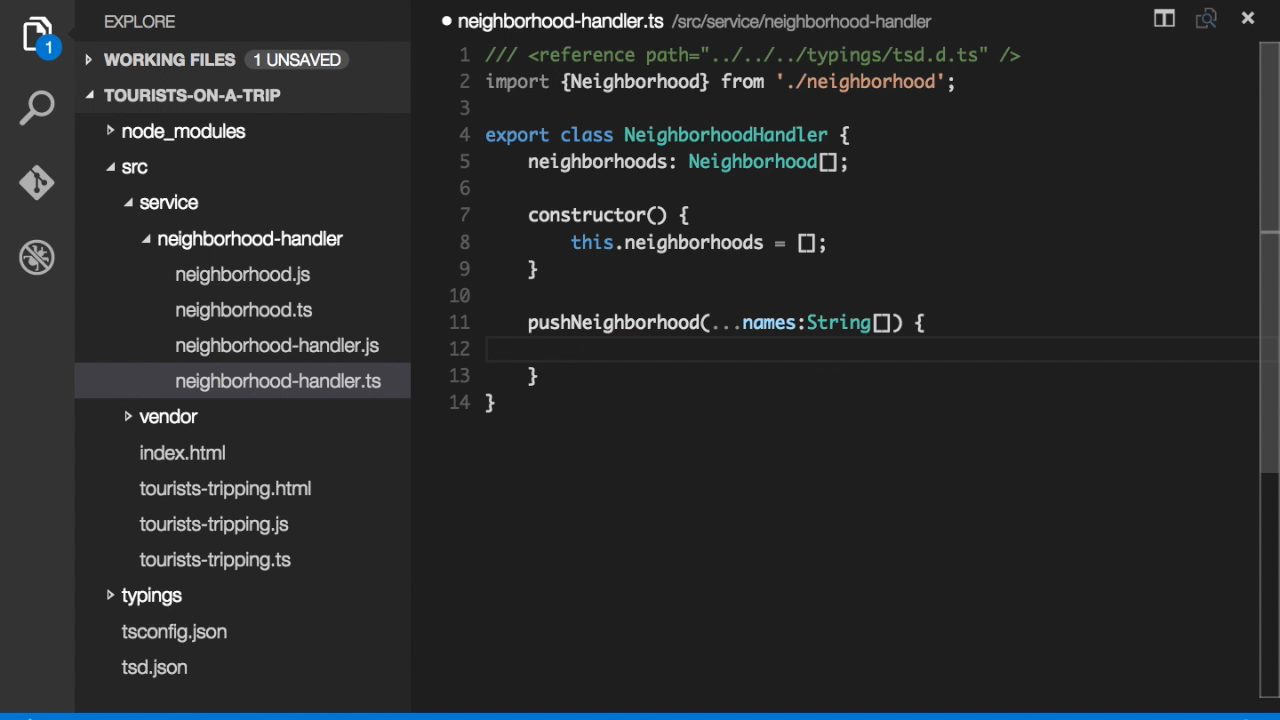 EXPLORE
1
WORKING FILES 1 UNSAVED
TOURISTS-ON-A-TRIP
node_modules
src
service
neighborhood-handler
neighborhood.js
neighborhood.ts
neighborhood-handler.js
neighborhood-handler.ts
vendor
index.html
tourists-tripping.html
tourists-tripping.js
tourists-tripping.ts
typings
tsconfig.json
tsd.json
neighborhood-handler.ts /src/service/neighborhood-handler
1 /// <reference path="../../../typings/tsd.d.ts" />
2 import {Neighborhood} from './neighborhood';
3
4 export class NeighborhoodHandler {
5 neighborhoods: Neighborhood[];
6
7 constructor() {
8 this.neighborhoods = [];
9 }
10
11 pushNeighborhood(...names:String[]) {
12
13 }
14 }